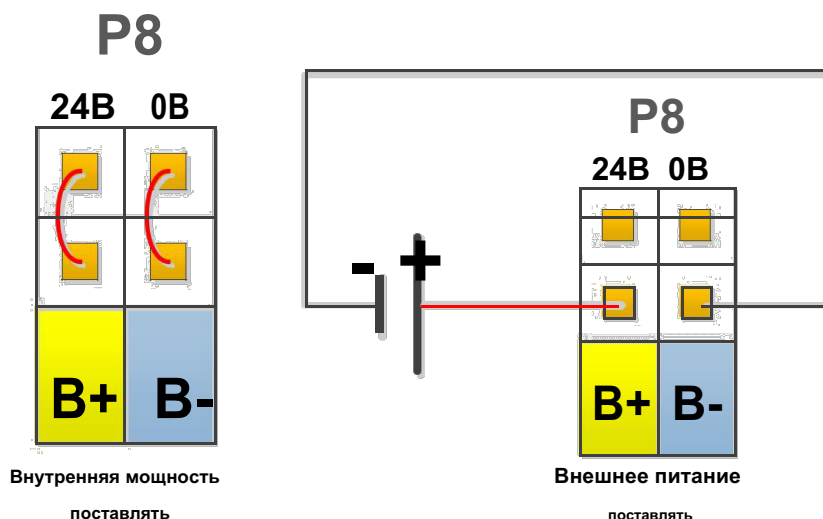 P8
24В 0В
B+ B-
Внутренняя мощность
поставлять
P8
24В 0В
- +
B+ B-
Внешнее питание
поставлять